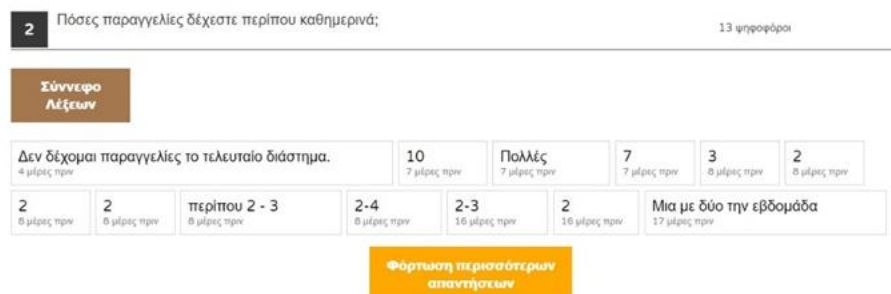 2 Πόσες παραγγελίες δέχεστε περίπου καθημερινά; 13 ψηφοφόροι
Σύννεφο
Λέξεων
Δεν δέχομαι παραγγελίες το τελευταίο διάστημα. 10 Πολλές 7 3 2
4 μέρες πριν 7 μέρες πριν 7 μέρες πριν 7 μέρες πριν 8 μέρες πριν 8 μέρες πριν
2 2 περίπου 2 - 3 2-4 2-3 2 Μια με δύο την εβδομάδα
8 μέρες πριν 8 μέρες πριν 8 μέρες πριν 8 μέρες πριν 16 μέρες πριν 16 μέρες πριν 17 μέρες πριν
Φόρτωση περισσότερων
απαντήσεων